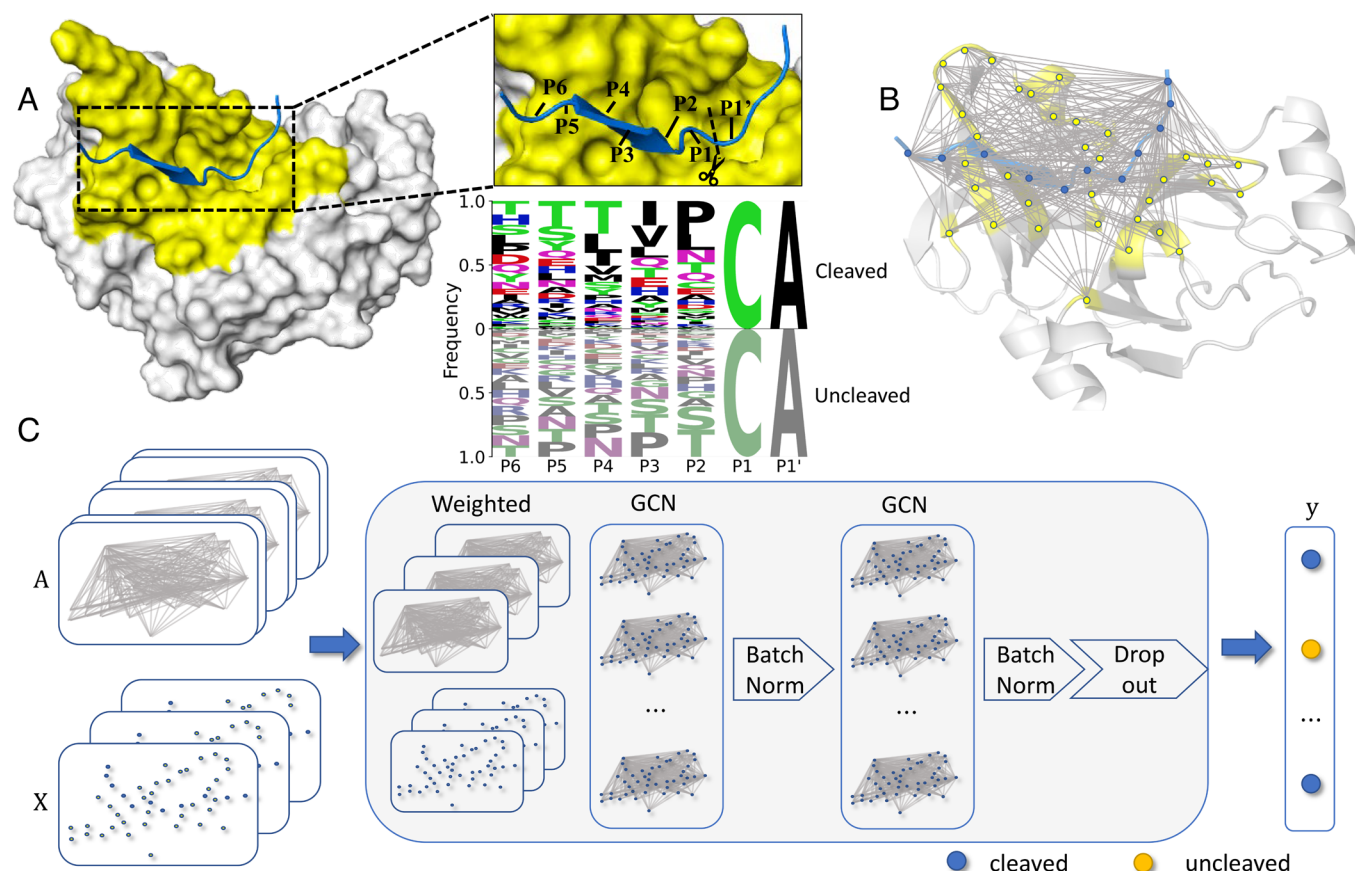 A
P6
P4
P5
P2
P1'
P3
P1
B
1.0
0.5
0
0.5
1.0
Frequency
C
A
Cleaved
C
A
Uncleaved
P6 P5 P4 P3 P2 P1 P1'
C
A
X
Weighted
GCN
GCN
Batch
Norm
Batch
Norm
Drop
out
...
...
y
...
cleaved
uncleaved